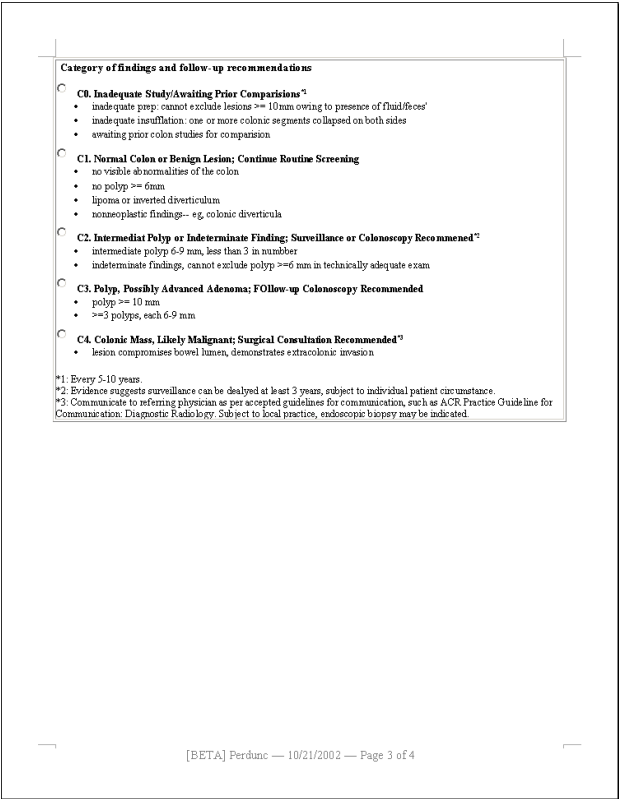 Category of findings and follow-up recommendations
C0. Inadequate Study/Awaiting Prior Comparisions*2
• inadequate prep: cannot exclude lesions >= 10mm owing to presence of fluid/feces'
• inadequate insufflation: one or more colonic segments collapsed on both sides
• awaiting prior colon studies for comparision
C1. Normal Colon or Benign Lesion; Continue Routine Screening
• no visible abnormalities of the colon
• no polyp >= 6mm
• lipoma or inverted diverticulum
• nonneoplastic findings-- eg, colonic diverticula
C2. Intermediat Polyp or Indeterminate Finding; Surveillance or Colonoscopy Recommened*2
• intermediate polyp 6-9 mm, less than 3 in numbber
• indeterminate findings, cannot exclude polyp >=6 mm in technically adequate exam
C3. Polyp, Possibly Advanced Adenoma; FOllow-up Colonoscopy Recommended
• polyp >= 10 mm
• >=3 polyps, each 6-9 mm
C4. Colonic Mass, Likely Malignant; Surgical Consultation Recommended*3
• lesion compromises bowel lumen, demonstrates extracolonic invasion
*1: Every 5-10 years.
*2: Evidence suggests surveillance can be dealyed at least 3 years, subject to individual patient circumstance.
*3: Communicate to referring physician as per accepted guidelines for communication, such as ACR Practice Guideline for
Communication: Diagnostic Radiology. Subject to local practice, endoscopic biopsy may be indicated.
[BETA] Perdunc — 10/21/2002 — Page 3 of 4